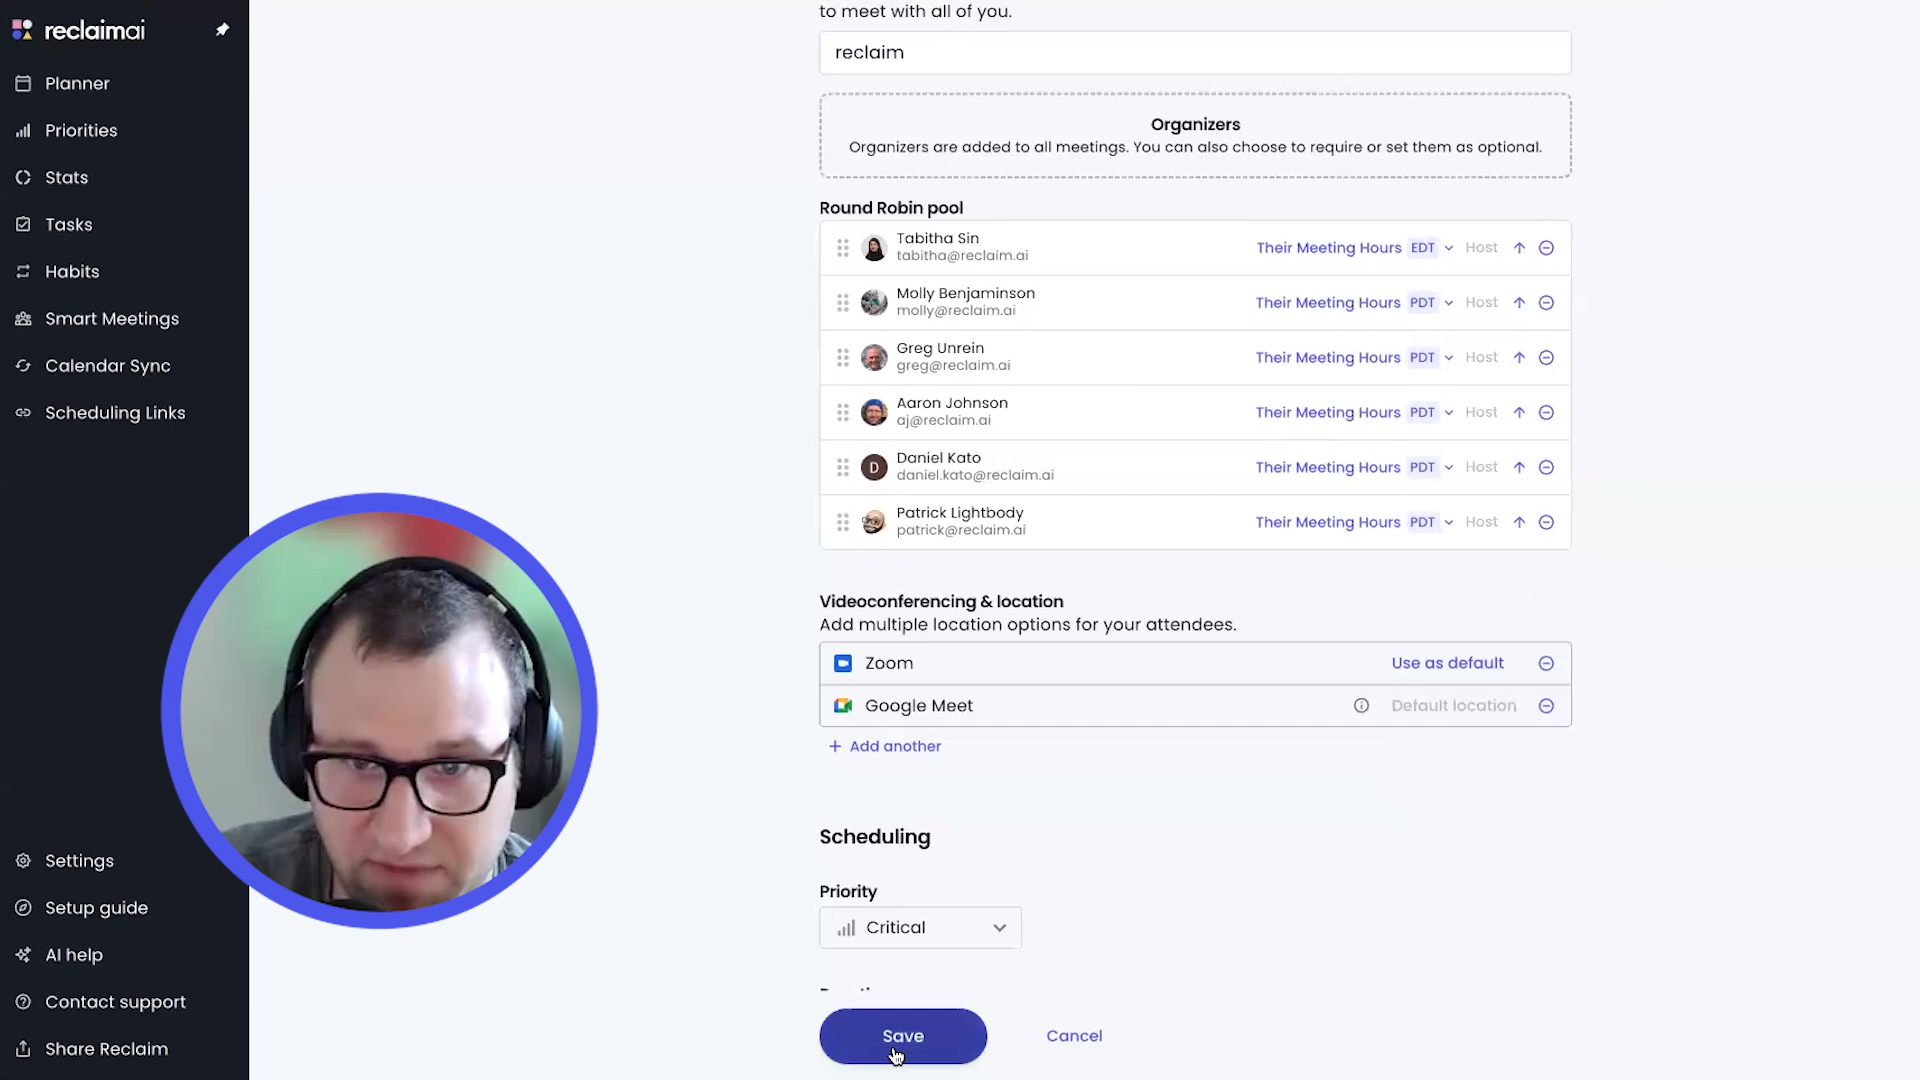 reclaimai
Planner
Priorities
Stats
Tasks
Habits
Smart Meetings
Calendar Sync
Scheduling Links
Settings
Setup guide
AI help
Contact support
Share Reclaim
to meet with all of you.
reclaim
Organizers
Organizers are added to all meetings. You can also choose to require or set them as optional.
Round Robin pool
Tabitha Sin
tabitha@reclaim.ai
Their Meeting Hours EDT Host
Molly Benjaminson
molly@reclaim.ai
Their Meeting Hours PDT Host
Greg Unrein
greg@reclaim.ai
Their Meeting Hours PDT Host
Aaron Johnson
aj@reclaim.ai
Their Meeting Hours PDT Host
D
Daniel Kato
daniel.kato@reclaim.ai
Their Meeting Hours PDT Host
Patrick Lightbody
patrick@reclaim.ai
Their Meeting Hours PDT Host
Videoconferencing & location
Add multiple location options for your attendees.
Zoom Use as default
Google Meet Default location
+ Add another
Scheduling
Priority
Critical
Save Cancel